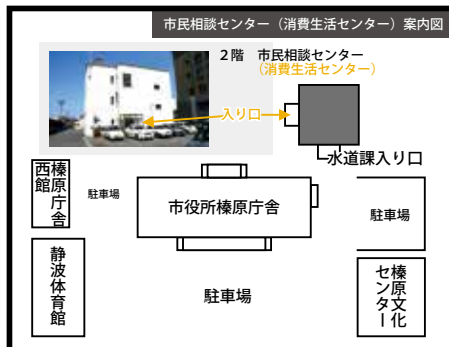 市民相談センター（消費生活センター）案内図
２階　市民相談センター
（消費生活センター）
入り口
水道課入り口
榛原庁舎
西館
駐車場
市役所榛原庁舎
駐車場
静波体育館
駐車場
榛原文化
センター